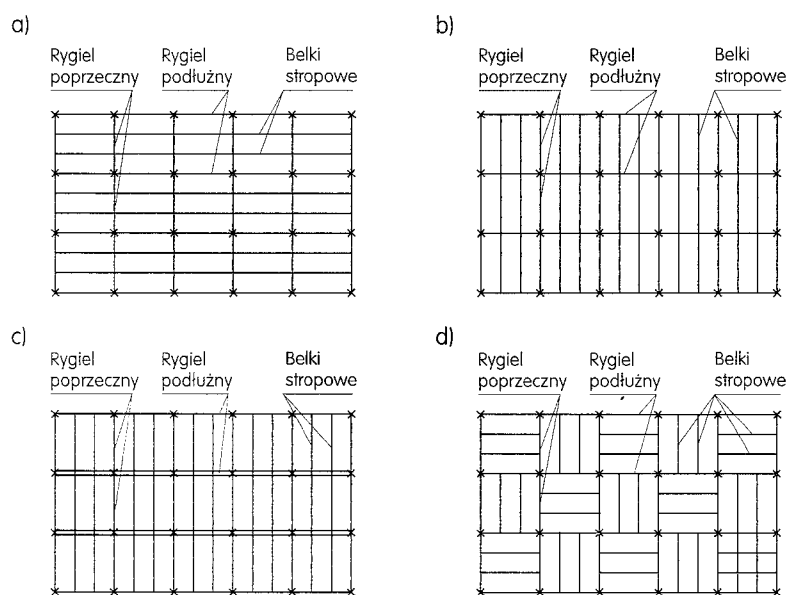 a)
Rygiel
poprzeczny
Rygiel
podłużny
Belki
stropowe
b)
Rygiel
poprzeczny
Rygiel
podłużny
Belki
stropowe
c)
Rygiel
poprzeczny
Rygiel
podłużny
Belki
stropowe
d)
Rygiel
poprzeczny
Rygiel
podłużny
Belki
stropowe